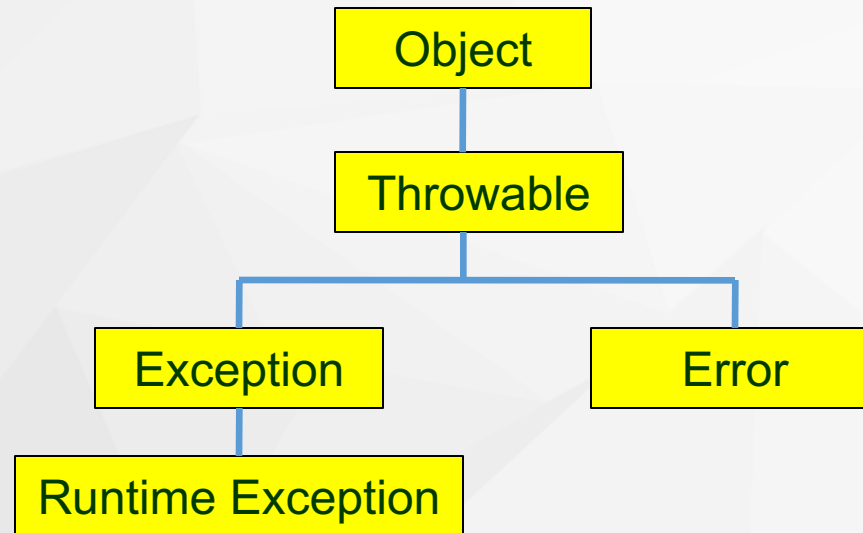 Object
Throwable
Exception
Error
Runtime Exception